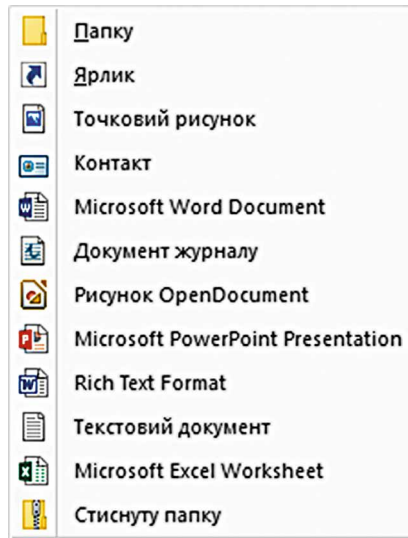 Папку
Ярлик
Точковий рисунок
Контакт
Microsoft Word Document
Документ журналу
Рисунок OpenDocument
Microsoft PowerPoint Presentation
Rich Text Format
Текстовий документ
Microsoft Excel Worksheet
Стиснуту папку